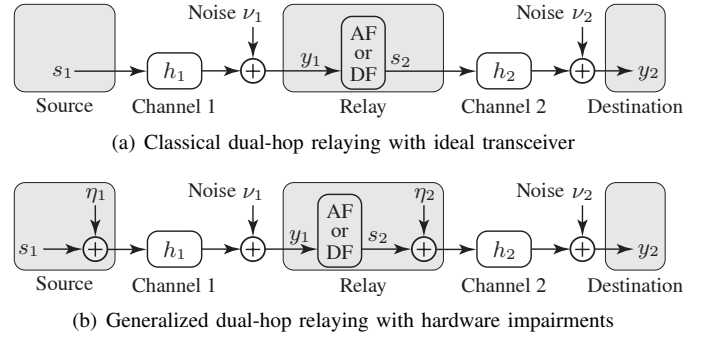 Noise ν₁ Noise ν₂
s₁ h₁ + y₁ AF or DF s₂ h₂ + y₂
Source Channel 1 Relay Channel 2 Destination
(a) Classical dual-hop relaying with ideal transceiver
η₁ Noise ν₁ η₂ Noise ν₂
s₁ + h₁ + y₁ AF or DF s₂ + h₂ + y₂
Source Channel 1 Relay Channel 2 Destination
(b) Generalized dual-hop relaying with hardware impairments